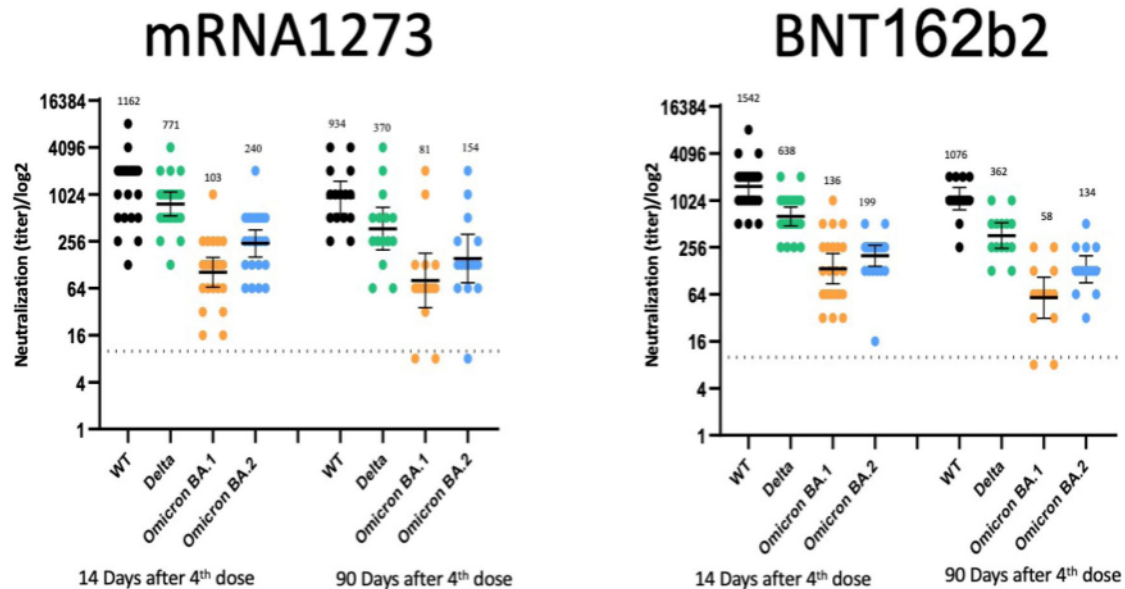 mRNA1273
BNT162b2
Neutralization (titer)/log2
16384
4096
1024
256
64
16
4
1
1162
771
103
240
934
370
81
154
WT
Delta
Omicron BA.1
Omicron BA.2
WT
Delta
Omicron BA.1
Omicron BA.2
14 Days after 4th dose
90 Days after 4th dose
Neutralization (titer)/log2
16384
4096
1024
256
64
16
4
1
1542
638
136
199
1076
362
58
134
WT
Delta
Omicron BA.1
Omicron BA.2
WT
Delta
Omicron BA.1
Omicron BA.2
14 Days after 4th dose
90 Days after 4th dose